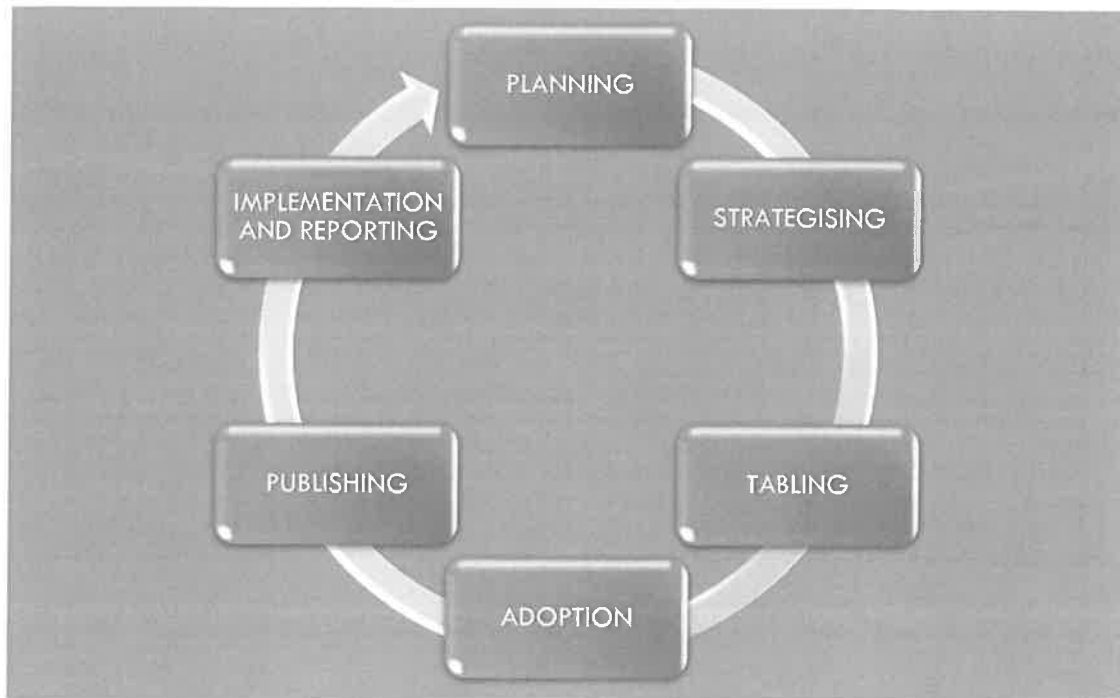 PLANNING
STRATEGISING
TABLING
ADOPTION
PUBLISHING
IMPLEMENTATION
AND REPORTING